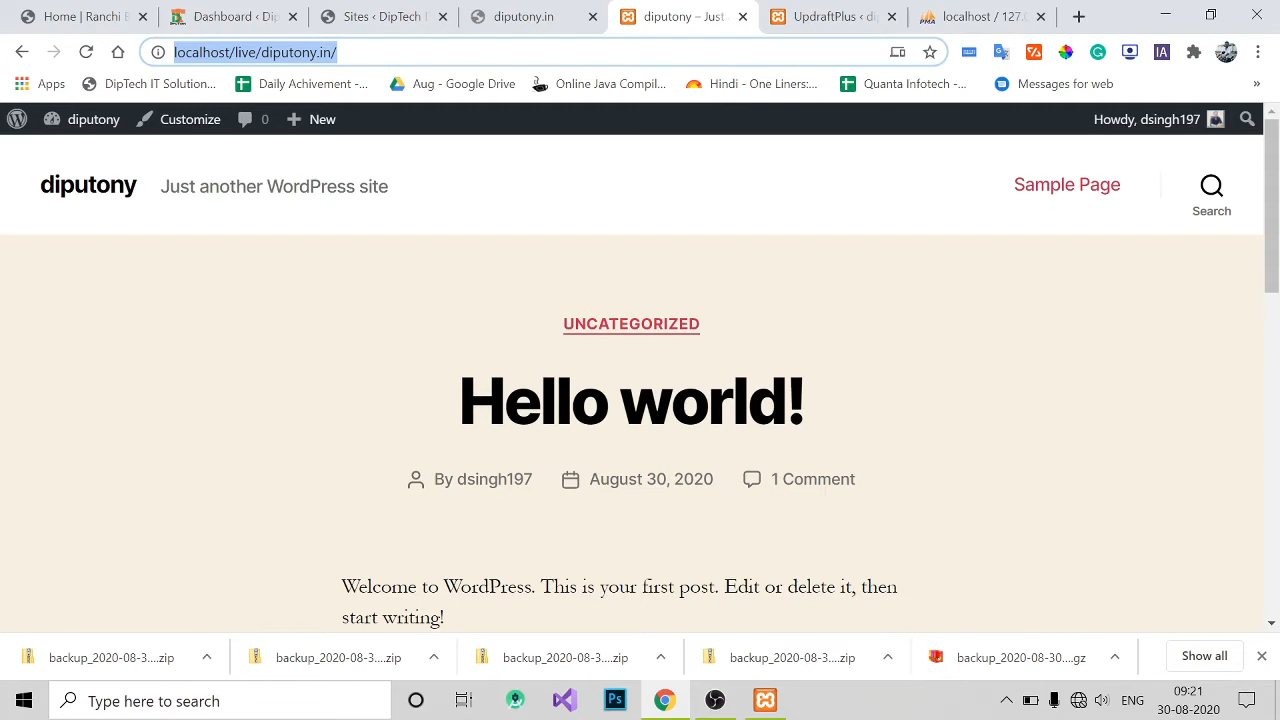 Home - Ranchi B
Dashboard ‹ Dip
Sites - DipTech T
diputony.in
diputony – Just
UpdraftPlus ‹ d
localhost / 127.0
localhost/live/diputony.in/
Apps
DipTech IT Solution...
Daily Achivement -...
Aug - Google Drive
Online Java Compil...
Hindi - One Liners:...
Quanta Infotech -...
Messages for web
»
diputony
Customize
0
New
Howdy, dsingh197
diputony
Just another WordPress site
Sample Page
Search
UNCATEGORIZED
Hello world!
By dsingh197
August 30, 2020
1 Comment
Welcome to WordPress. This is your first post. Edit or delete it, then
start writing!
backup_2020-08-3....zip
backup_2020-08-3....zip
backup_2020-08-3....zip
backup_2020-08-3....zip
backup_2020-08-30....gz
Show all
Type here to search
Ps
ENG
09:21
30-08-2020